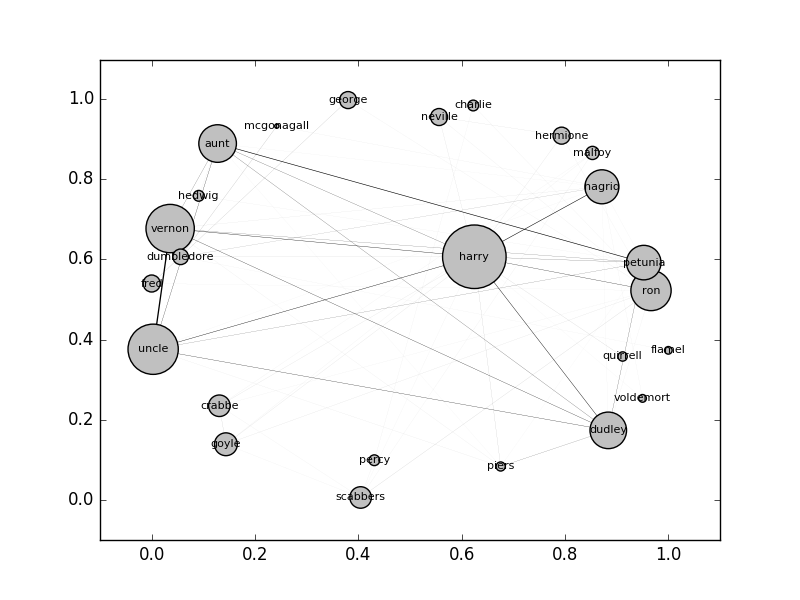 1.0
0.8
0.6
0.4
0.2
0.0
0.0 0.2 0.4 0.6 0.8 1.0
george
charlie
neville
mcgonagall
hermione
aunt
malfoy
hagrid
hedwig
vernon
dumbledore
harry
petunia
fred
ron
uncle
quirrell
flamel
voldemort
crabbe
dudley
goyle
percy
piers
scabbers